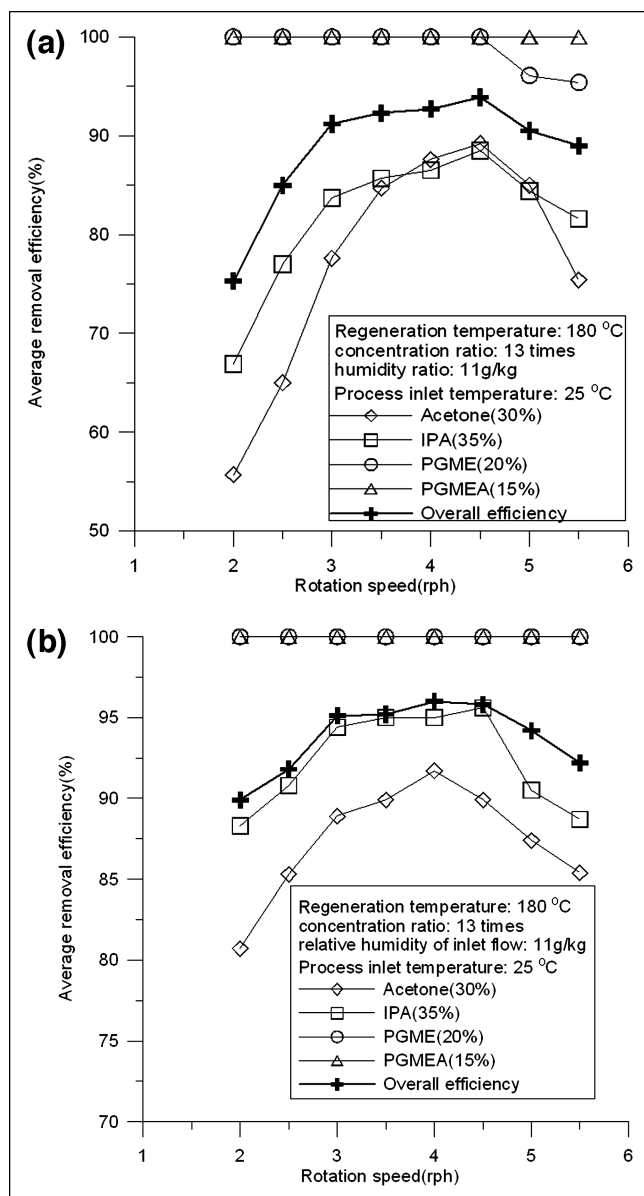 (a)
100
90
80
70
60
50
Average removal efficiency(%)
Regeneration temperature: 180 °C
concentration ratio: 13 times
humidity ratio: 11g/kg
Process inlet temperature: 25 °C
Acetone(30%)
IPA(35%)
PGME(20%)
PGMEA(15%)
Overall efficiency
1 2 3 4 5 6
Rotation speed(rph)
(b)
100
95
90
85
80
75
70
Average removal efficiency(%)
Regeneration temperature: 180 °C
concentration ratio: 13 times
relative humidity of inlet flow: 11g/kg
Process inlet temperature: 25 °C
Acetone(30%)
IPA(35%)
PGME(20%)
PGMEA(15%)
Overall efficiency
1 2 3 4 5 6
Rotation speed(rph)